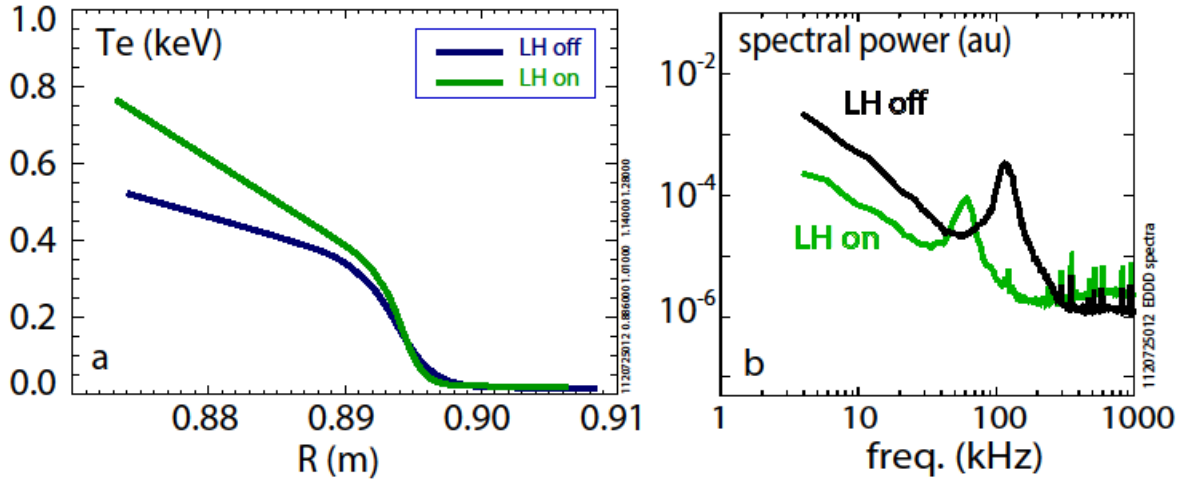 Te (keV)
LH off
LH on
1.0
0.8
0.6
0.4
0.2
0.0
a
0.88 0.89 0.90 0.91
R (m)
1120725012 0.88600 1.01000 1.14000 1.28000
spectral power (au)
LH off
LH on
10-2
10-4
10-6
b
1 10 100 1000
freq. (kHz)
1120725012 EDDD spectra